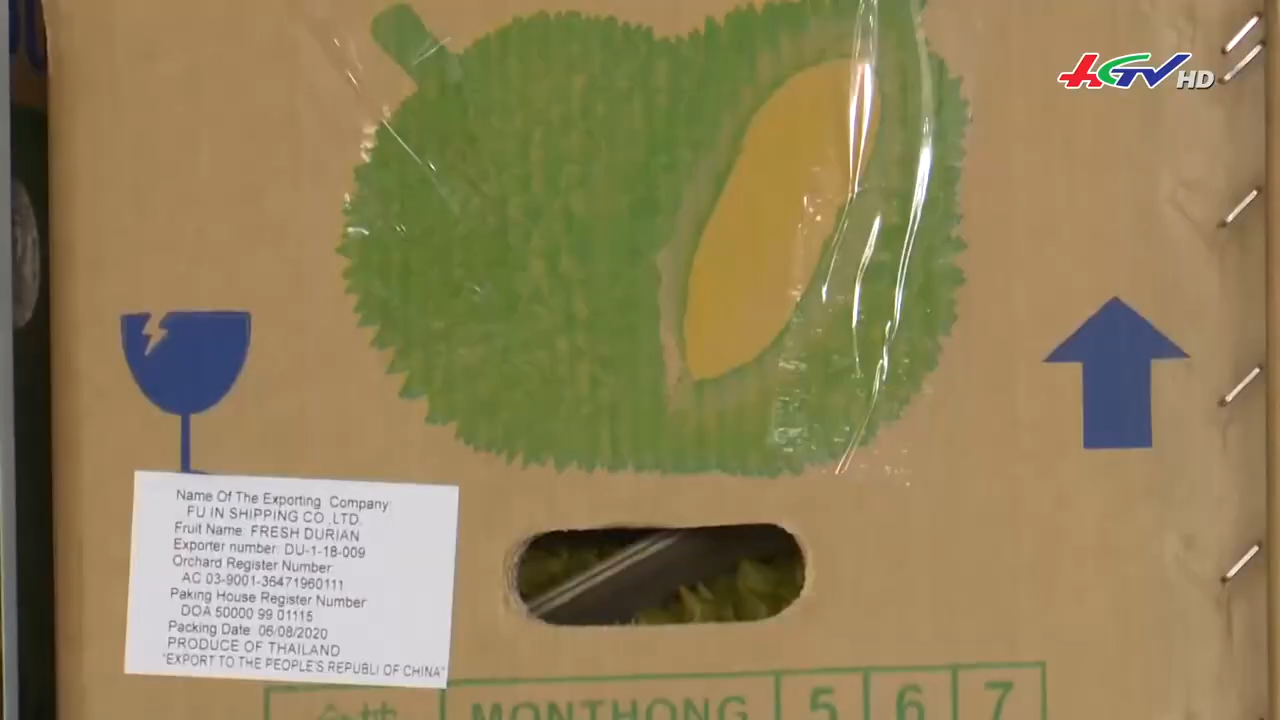 HGTV HD
Name Of The Exporting Company:
FU IN SHIPPING CO .,LTD.
Fruit Name: FRESH DURIAN
Exporter number: DU-1-18-009
Orchard Register Number:
AC 03-9001-36471960111
Paking House Register Number
DOA 50000 99 01115
Packing Date: 06/08/2020
PRODUCE OF THAILAND
"EXPORT TO THE PEOPLE'S REPUBLI OF CHINA"
MONTHONG 5 6 7